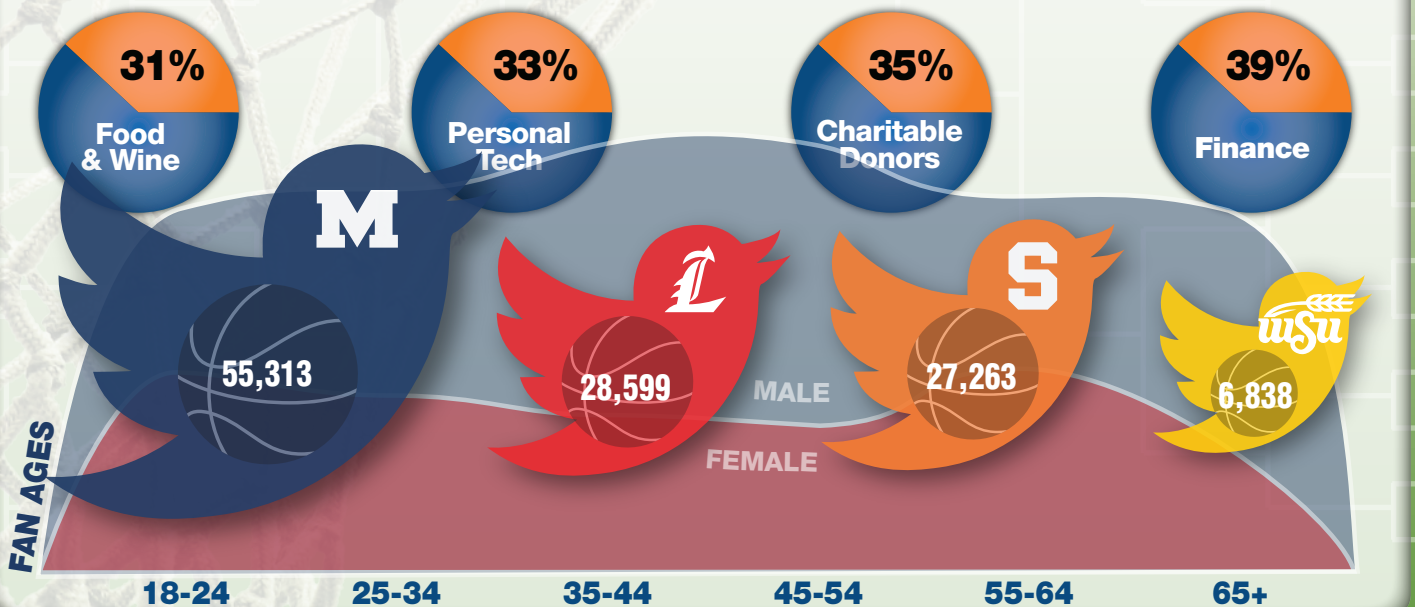 31%
Food
& Wine
33%
Personal
Tech
35%
Charitable
Donors
39%
Finance
M
L
S
WSU
55,313
28,599
27,263
6,838
MALE
FEMALE
FAN AGES
18-24
25-34
35-44
45-54
55-64
65+